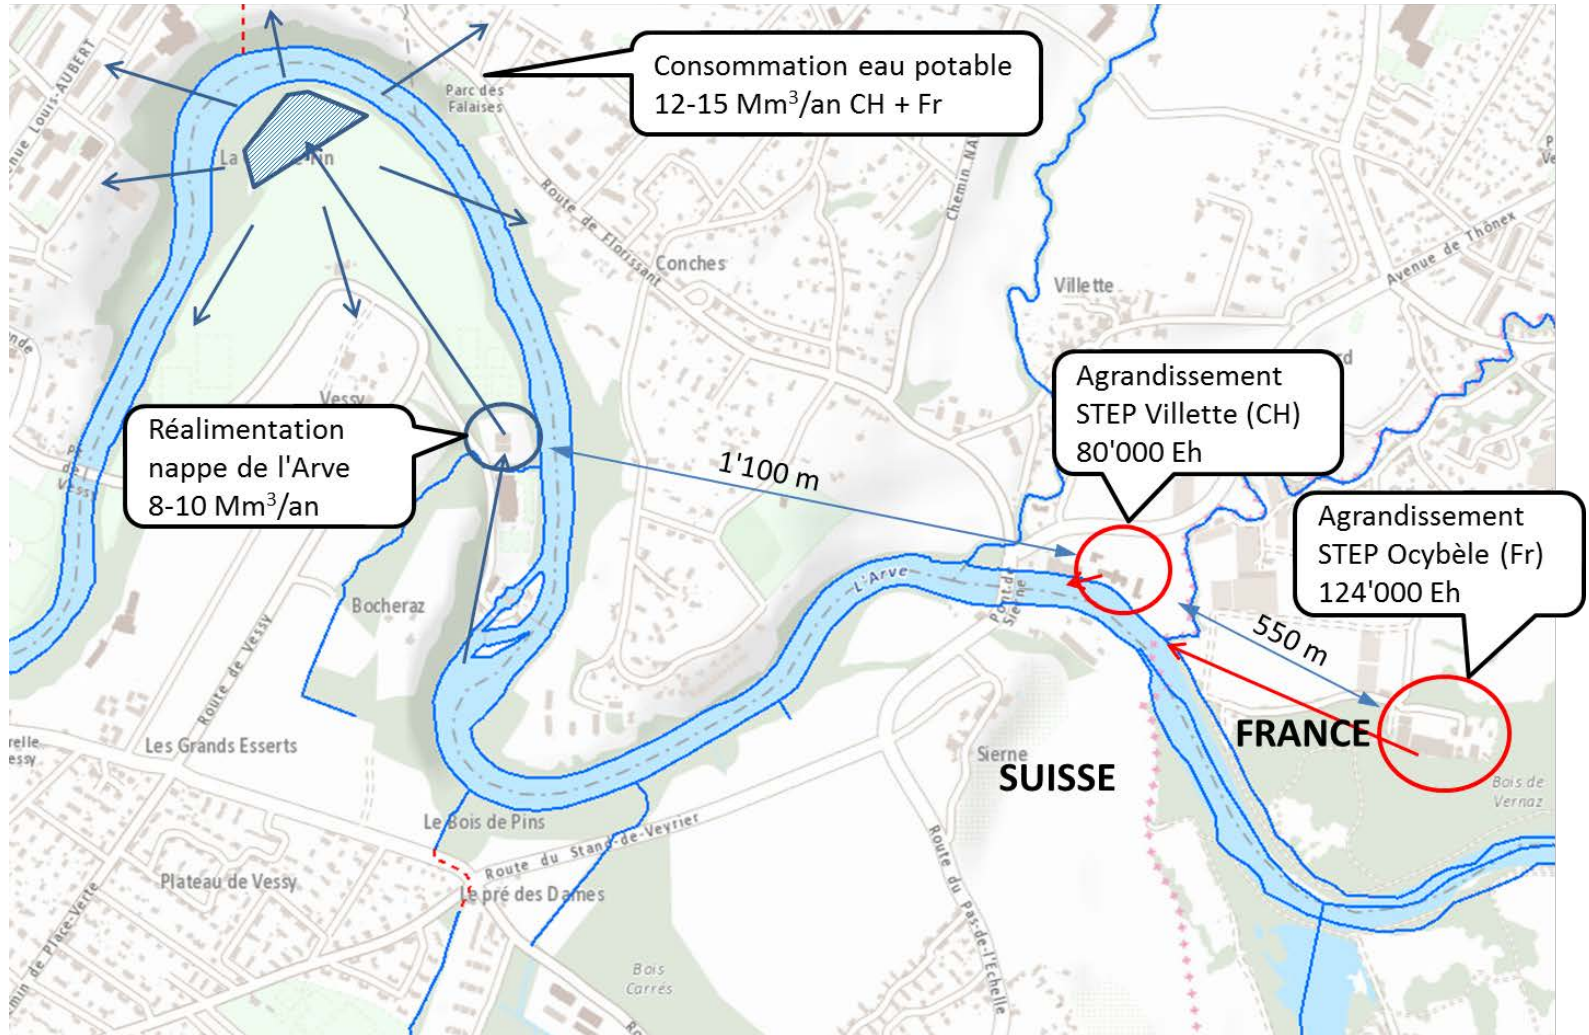 Consommation eau potable
12-15 Mm³/an CH + Fr
Parc des
Falaises
Route de Florissant
Chemin
Conches
Villette
Avenue de Thônex
Agrandissement
STEP Villette (CH)
80'000 Eh
Agrandissement
STEP Ocybèle (Fr)
124'000 Eh
Vessy
Réalimentation
nappe de l'Arve
8-10 Mm³/an
1'100 m
550 m
L'Arve
Pont de
Sierne
Bocheraz
Route de Vessy
Les Grands Esserts
FRANCE
SUISSE
Sierne
Bois de
Vernaz
Le Bois de Pins
Route du Stand-de-Veyrier
Plateau de Vessy
Le pré des Dames
Route du Pas-de-l'Echelle
Bois
Carrés